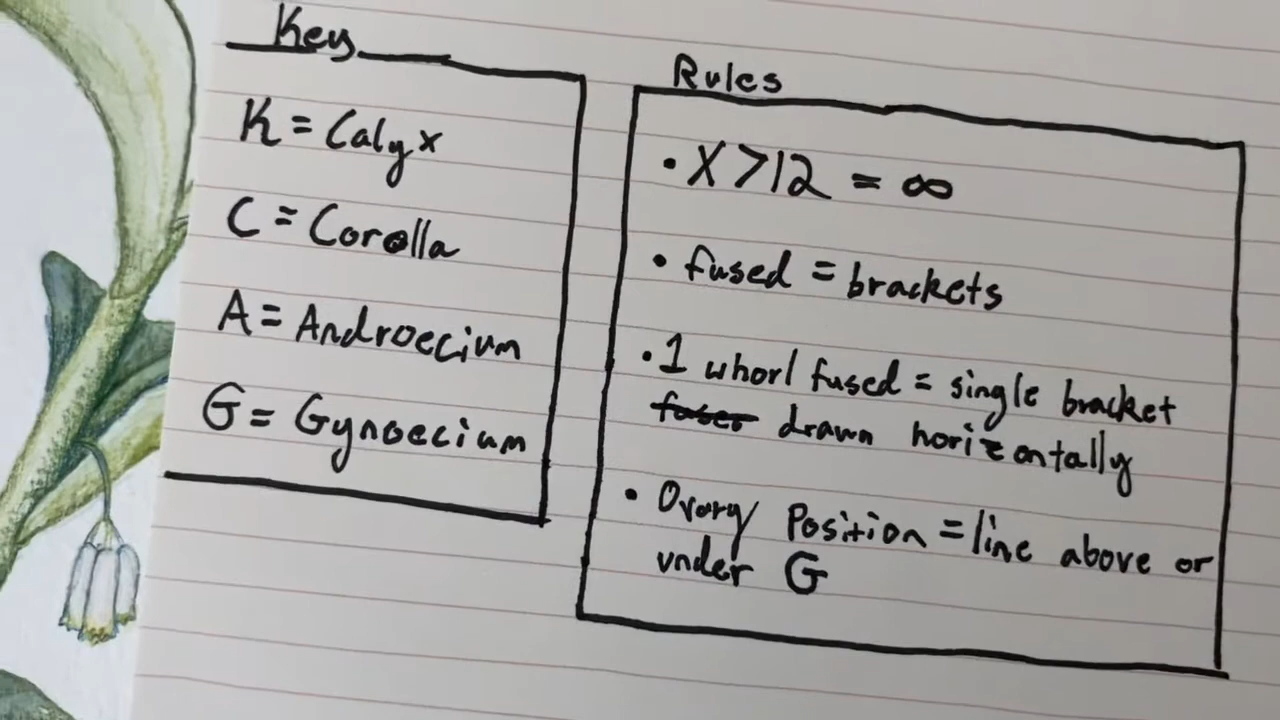 Key
K = Calyx
C = Corolla
A = Androecium
G = Gynoecium
Rules
• X > 12 = ∞
• fused = brackets
• 1 whorl fused = single bracket
drawn horizontally
• Ovary Position = line above or
under G